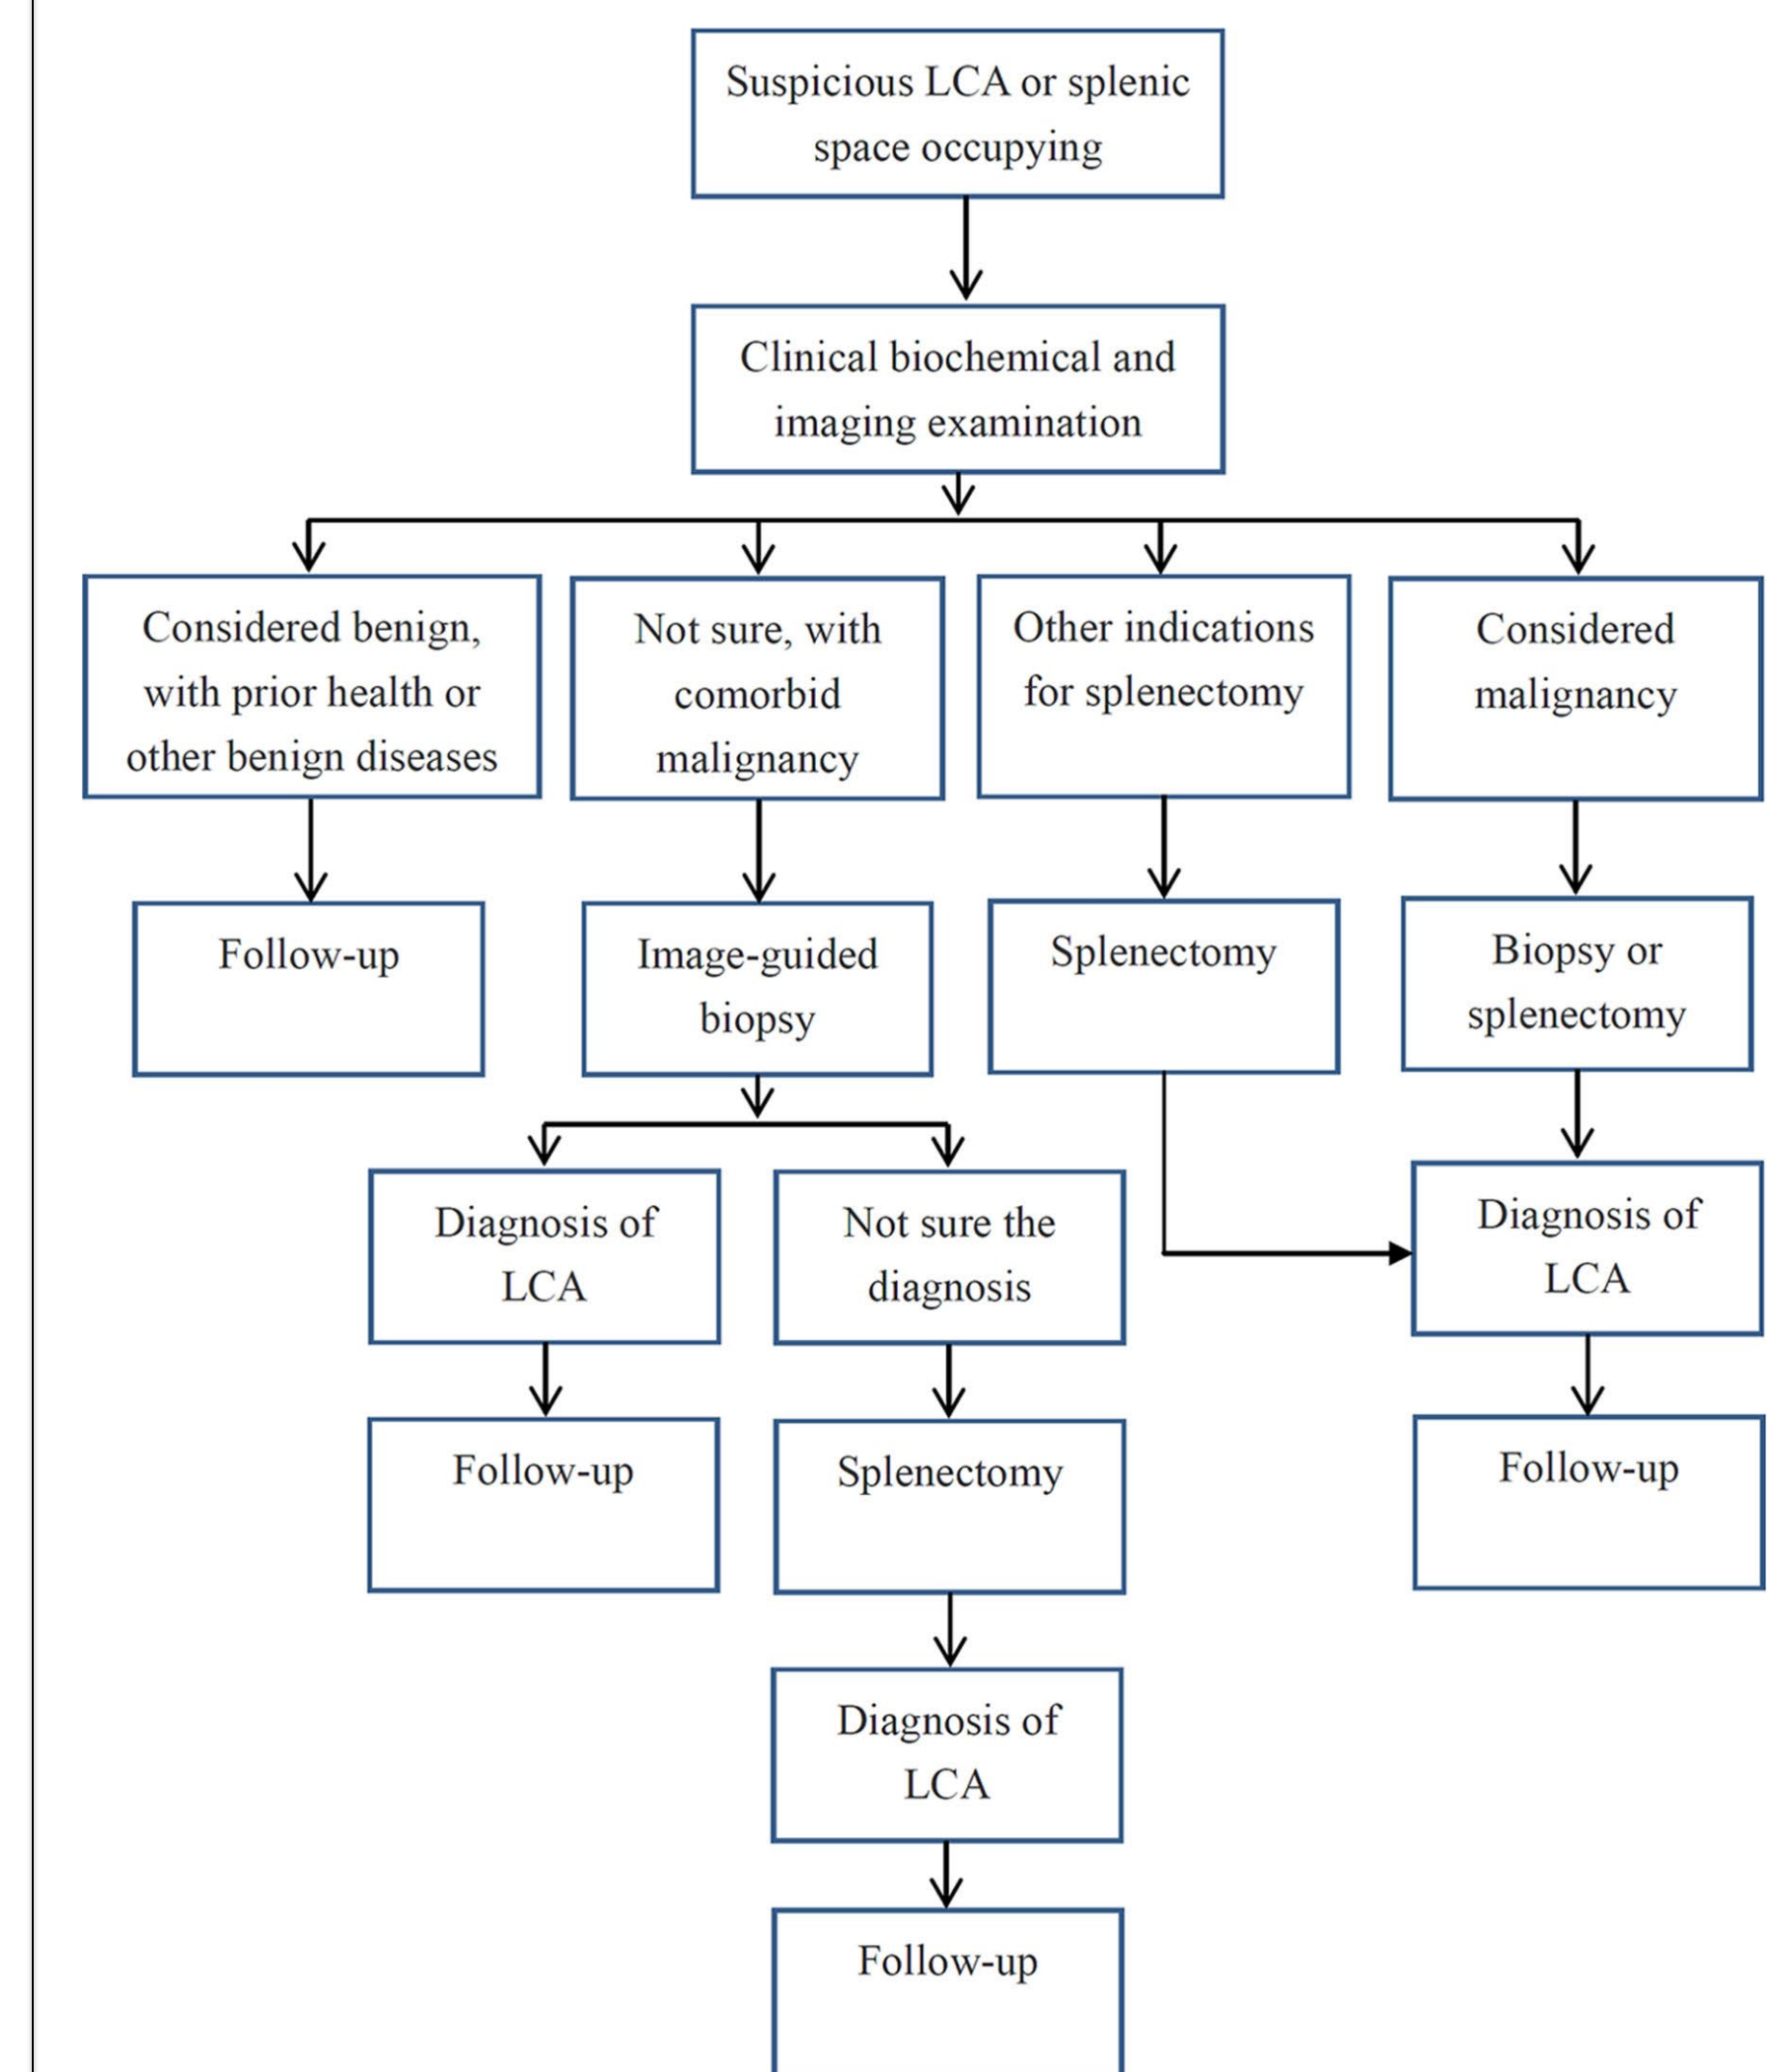 Suspicious LCA or splenic
space occupying
Clinical biochemical and
imaging examination
Considered benign,
with prior health or
other benign diseases
Not sure, with
comorbid
malignancy
Other indications
for splenectomy
Considered
malignancy
Follow-up
Image-guided
biopsy
Splenectomy
Biopsy or
splenectomy
Diagnosis of
LCA
Not sure the
diagnosis
Diagnosis of
LCA
Follow-up
Splenectomy
Follow-up
Diagnosis of
LCA
Follow-up